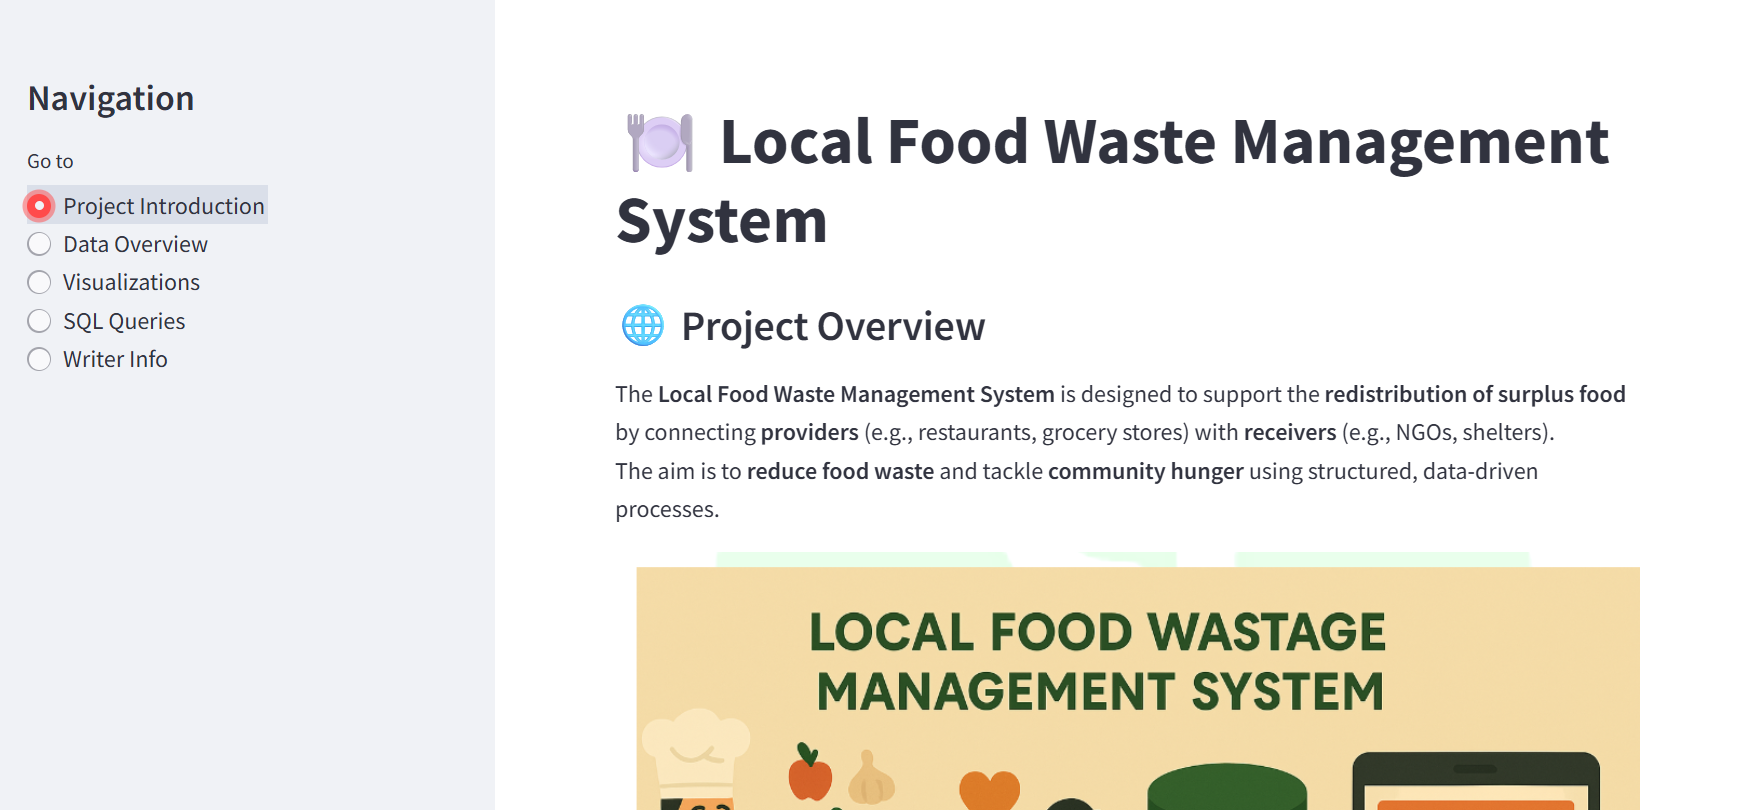 Navigation
Go to
Project Introduction
Data Overview
Visualizations
SQL Queries
Writer Info
Local Food Waste Management
System
Project Overview
The Local Food Waste Management System is designed to support the redistribution of surplus food
by connecting providers (e.g., restaurants, grocery stores) with receivers (e.g., NGOs, shelters).
The aim is to reduce food waste and tackle community hunger using structured, data-driven
processes.
LOCAL FOOD WASTAGE
MANAGEMENT SYSTEM